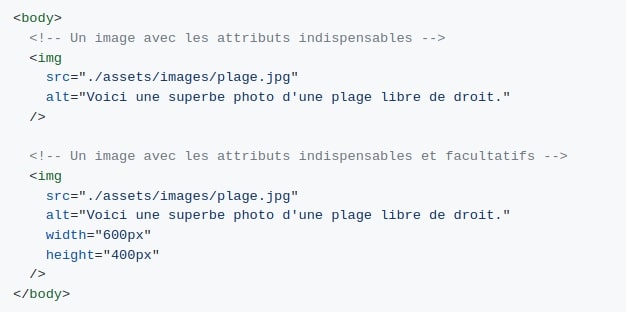 <body>
<!-- Un image avec les attributs indispensables -->
<img
src="./assets/images/plage.jpg"
alt="Voici une superbe photo d'une plage libre de droit."
/>
<!-- Un image avec les attributs indispensables et facultatifs -->
<img
src="./assets/images/plage.jpg"
alt="Voici une superbe photo d'une plage libre de droit."
width="600px"
height="400px"
/>
</body>